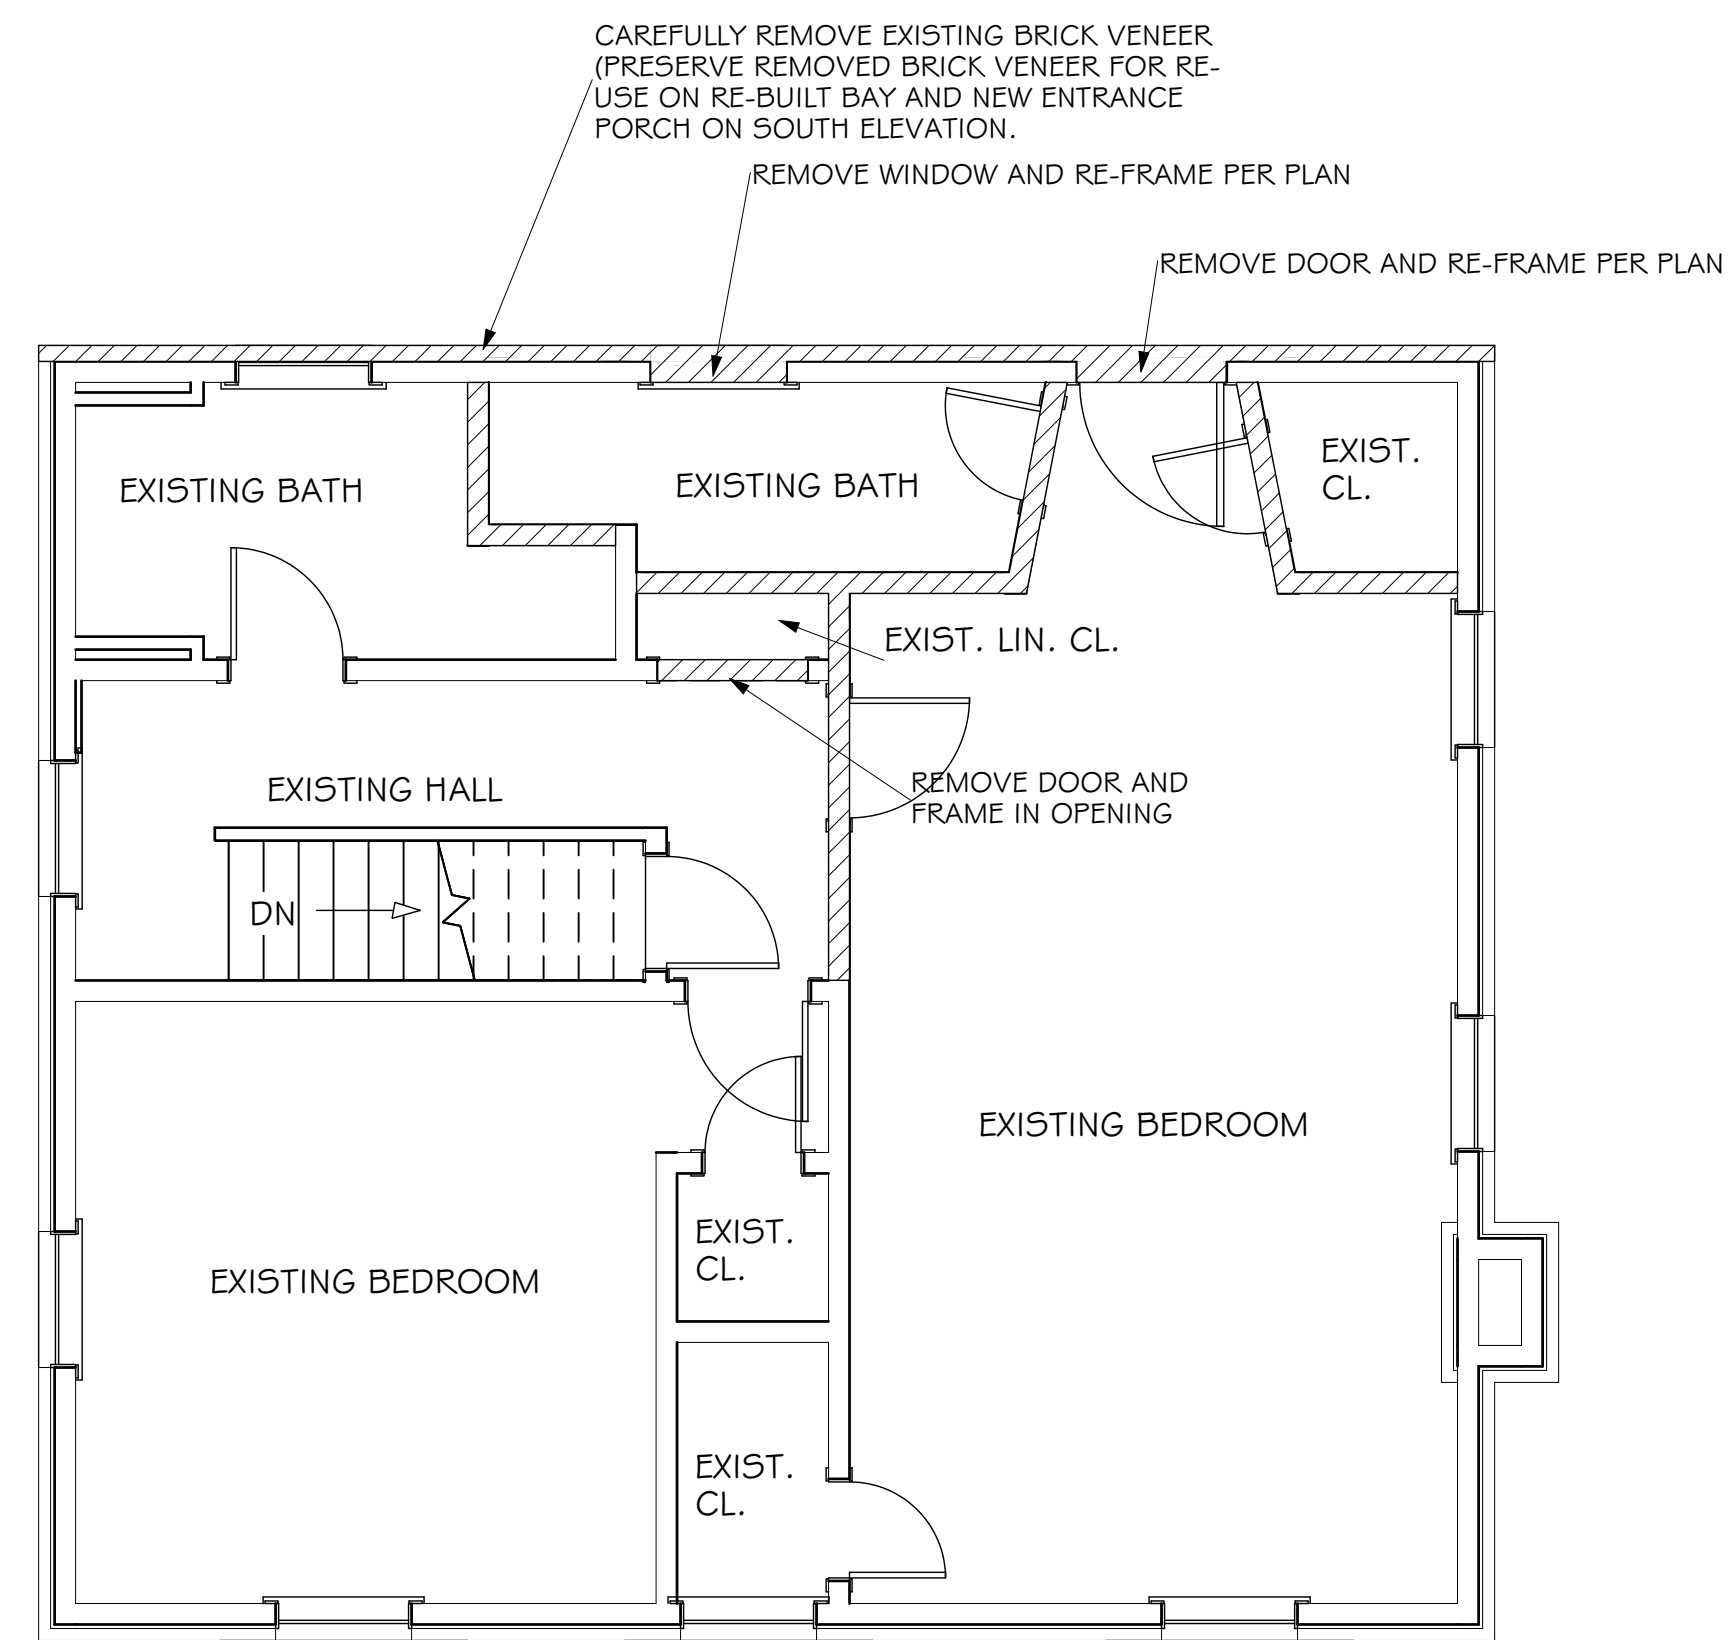 CAREFULLY REMOVE EXISTING BRICK VENEER
(PRESERVE REMOVED BRICK VENEER FOR RE-
USE ON RE-BUILT BAY AND NEW ENTRANCE
PORCH ON SOUTH ELEVATION.
REMOVE WINDOW AND RE-FRAME PER PLAN
REMOVE DOOR AND RE-FRAME PER PLAN
EXISTING BATH
EXISTING BATH
EXIST.
CL.
EXIST. LIN. CL.
EXISTING HALL
REMOVE DOOR AND
FRAME IN OPENING
DN
EXISTING BEDROOM
EXIST.
CL.
EXISTING BEDROOM
EXIST.
CL.